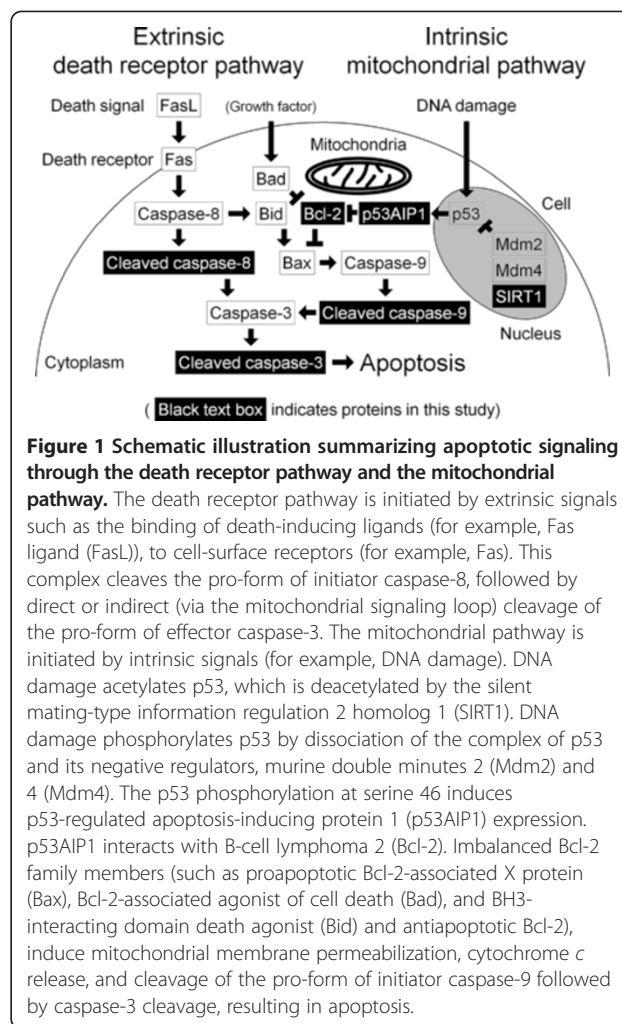 Extrinsic
death receptor pathway
Intrinsic
mitochondrial pathway
Death signal FasL (Growth factor) DNA damage
Death receptor Fas Mitochondria
Bad Cell
Caspase-8 Bid Bcl-2 p53AIP1 p53
Mdm2
Cleaved caspase-8 Bax Caspase-9
Mdm4
SIRT1
Caspase-3 Cleaved caspase-9
Nucleus
Cytoplasm Cleaved caspase-3 Apoptosis
( Black text box indicates proteins in this study)
Figure 1 Schematic illustration summarizing apoptotic signaling
through the death receptor pathway and the mitochondrial
pathway. The death receptor pathway is initiated by extrinsic signals
such as the binding of death-inducing ligands (for example, Fas
ligand (FasL)), to cell-surface receptors (for example, Fas). This
complex cleaves the pro-form of initiator caspase-8, followed by
direct or indirect (via the mitochondrial signaling loop) cleavage of
the pro-form of effector caspase-3. The mitochondrial pathway is
initiated by intrinsic signals (for example, DNA damage). DNA
damage acetylates p53, which is deacetylated by the silent
mating-type information regulation 2 homolog 1 (SIRT1). DNA
damage phosphorylates p53 by dissociation of the complex of p53
and its negative regulators, murine double minutes 2 (Mdm2) and
4 (Mdm4). The p53 phosphorylation at serine 46 induces
p53-regulated apoptosis-inducing protein 1 (p53AIP1) expression.
p53AIP1 interacts with B-cell lymphoma 2 (Bcl-2). Imbalanced Bcl-2
family members (such as proapoptotic Bcl-2-associated X protein
(Bax), Bcl-2-associated agonist of cell death (Bad), and BH3-
interacting domain death agonist (Bid) and antiapoptotic Bcl-2),
induce mitochondrial membrane permeabilization, cytochrome c
release, and cleavage of the pro-form of initiator caspase-9 followed
by caspase-3 cleavage, resulting in apoptosis.